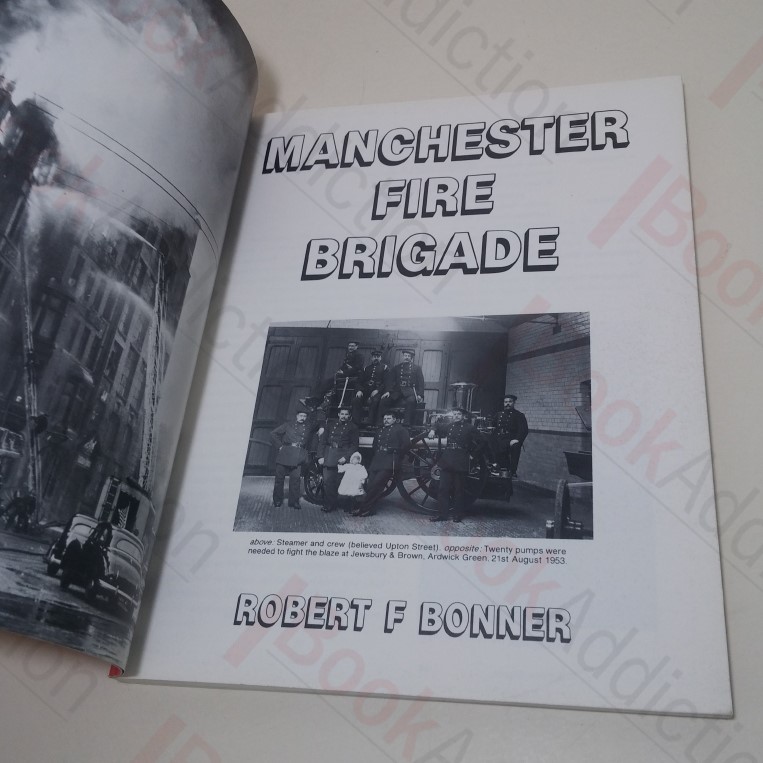 MANCHESTER
FIRE
BRIGADE
above: Steamer and crew (believed Upton Street). opposite: Twenty pumps were
needed to fight the blaze at Jewsbury & Brown, Ardwick Green, 21st August 1953.
ROBERT F BONNER
BookAddiction